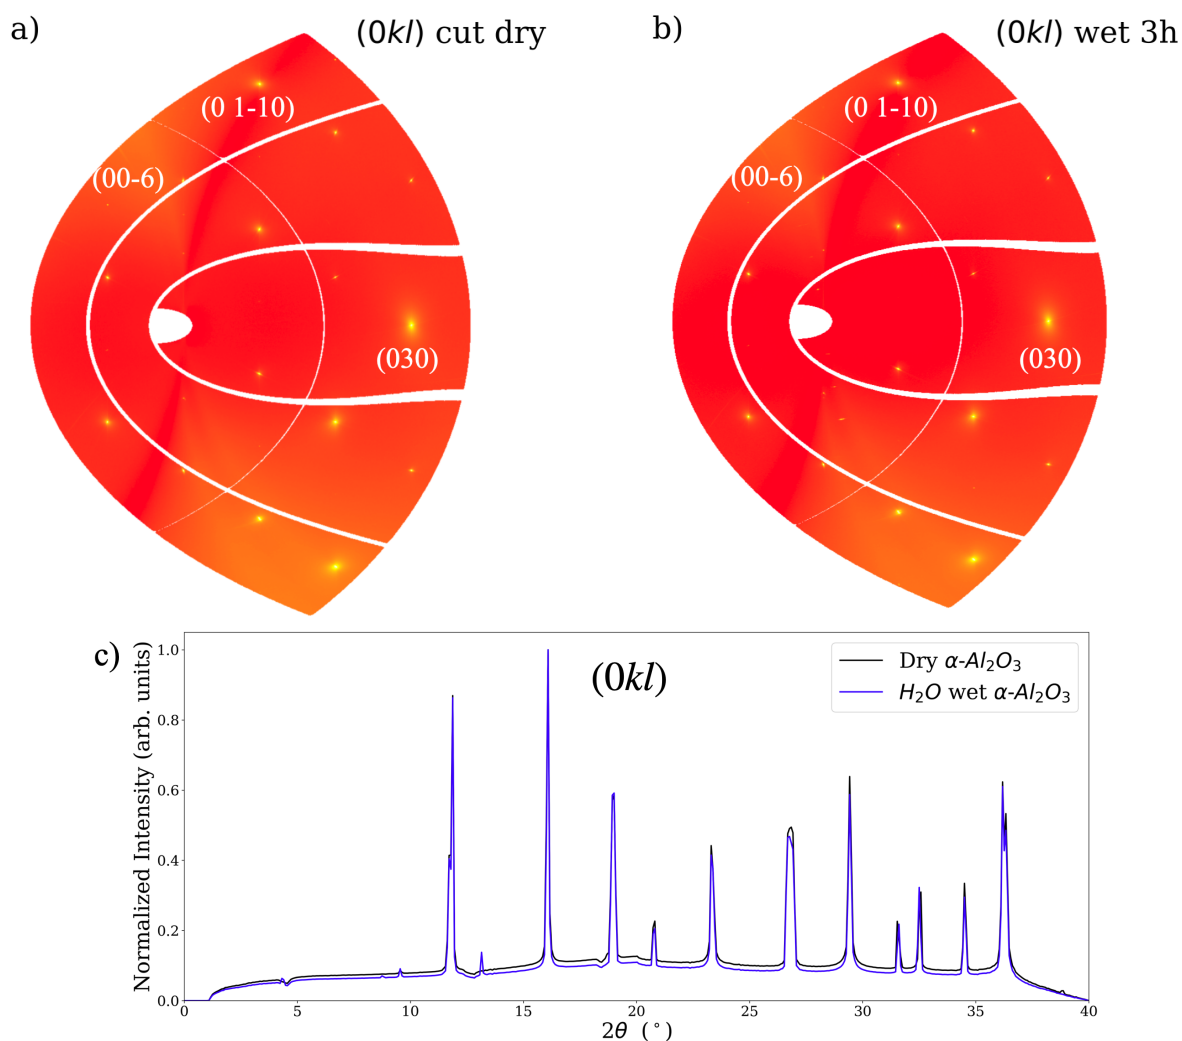 a) (0kl) cut dry
b) (0kl) wet 3h
(0 1-10)
(00-6)
(030)
(0 1-10)
(00-6)
(030)
c)
(0kl)
Dry α-Al₂O₃
H₂O wet α-Al₂O₃
Normalized Intensity (arb. units)
1.0
0.8
0.6
0.4
0.2
0.0
0 5 10 15 20 25 30 35 40
2θ (°)